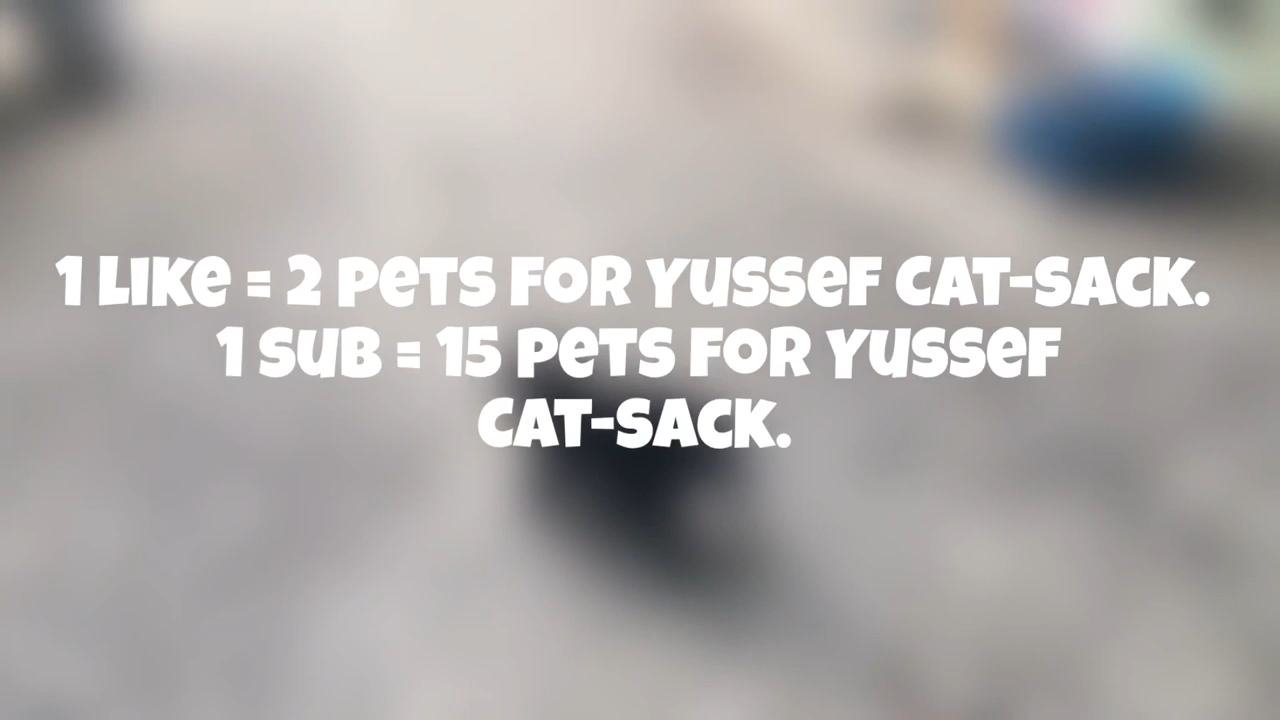 1 Like = 2 pets for Yussef Cat-Sack.
1 sub = 15 pets for Yussef
Cat-Sack.